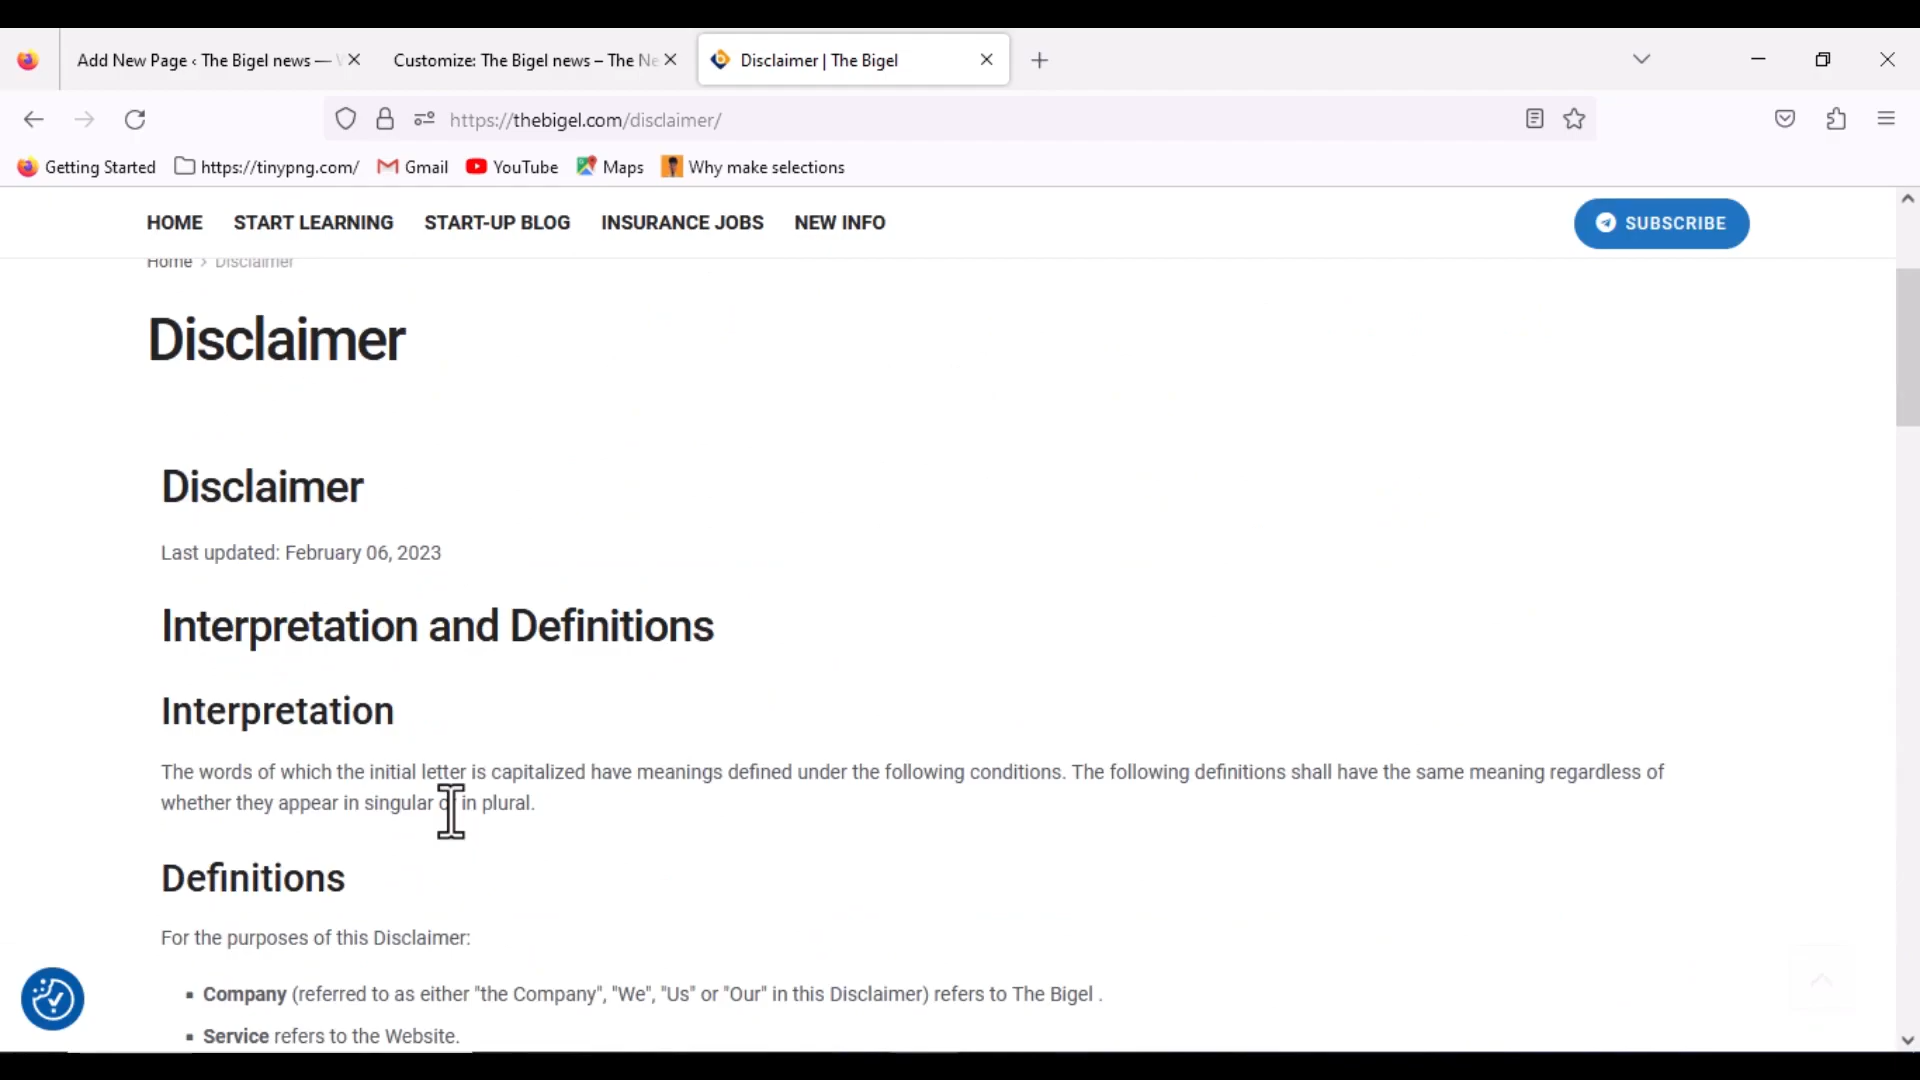 Add New Page ‹ The Bigel news —
Customize: The Bigel news – The Ne
Disclaimer | The Bigel
https://thebigel.com/disclaimer/
Getting Started
https://tinypng.com/
Gmail
YouTube
Maps
Why make selections
HOME
START LEARNING
START-UP BLOG
INSURANCE JOBS
NEW INFO
SUBSCRIBE
Home > Disclaimer
Disclaimer
Disclaimer
Last updated: February 06, 2023
Interpretation and Definitions
Interpretation
The words of which the initial letter is capitalized have meanings defined under the following conditions. The following definitions shall have the same meaning regardless of
whether they appear in singular or in plural.
Definitions
For the purposes of this Disclaimer:
▪ Company (referred to as either "the Company", "We", "Us" or "Our" in this Disclaimer) refers to The Bigel .
▪ Service refers to the Website.